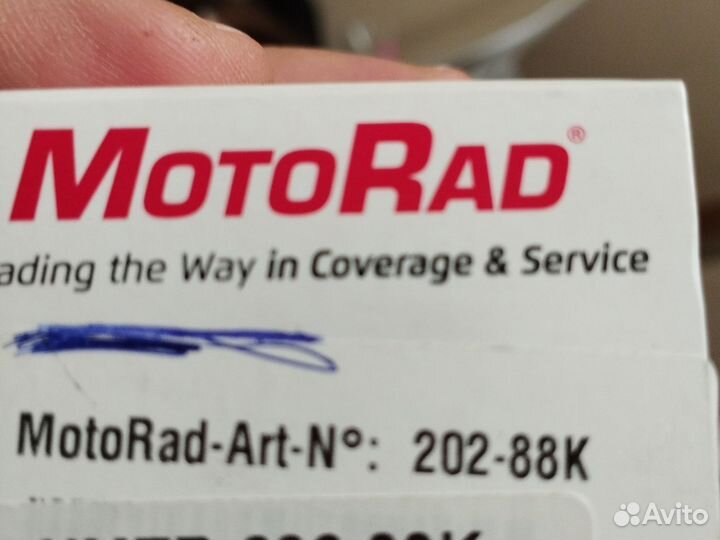 MOTORAD®
ading the Way in Coverage & Service
MotoRad-Art-N°: 202-88K
Avito